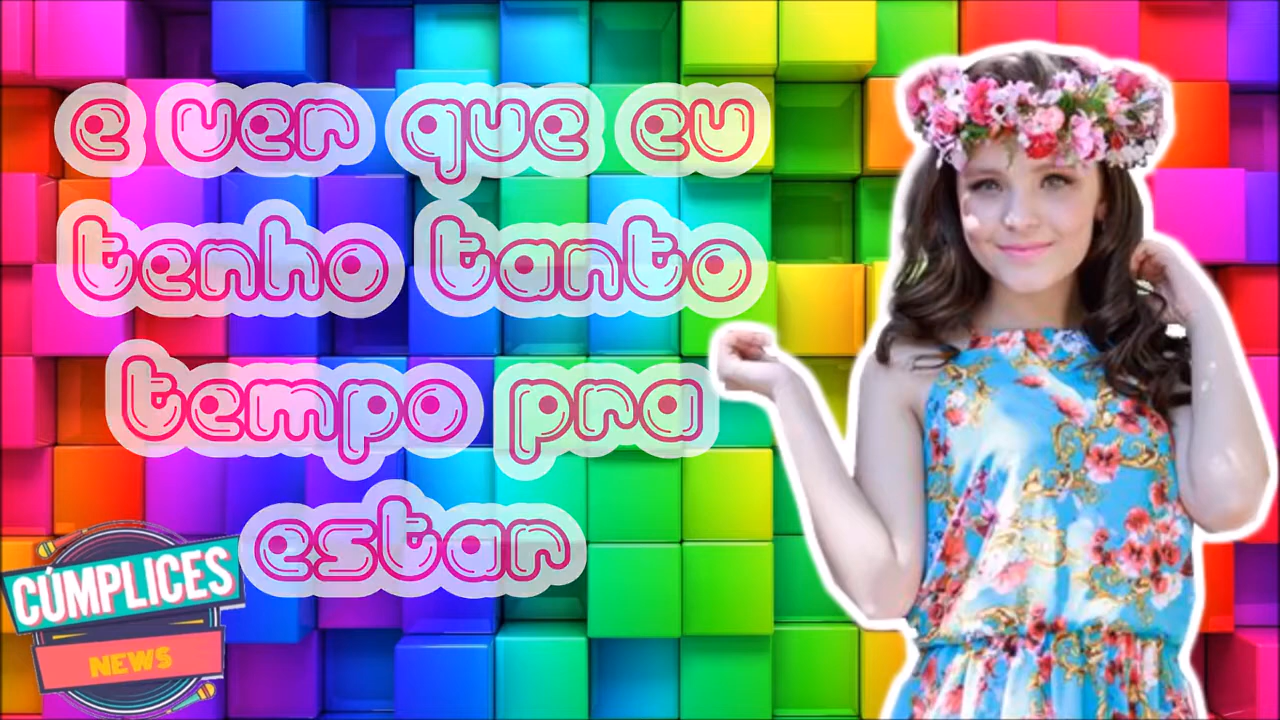 e ver que eu
tenho tanto
tempo pra
estar
CÚMPLICES
NEWS